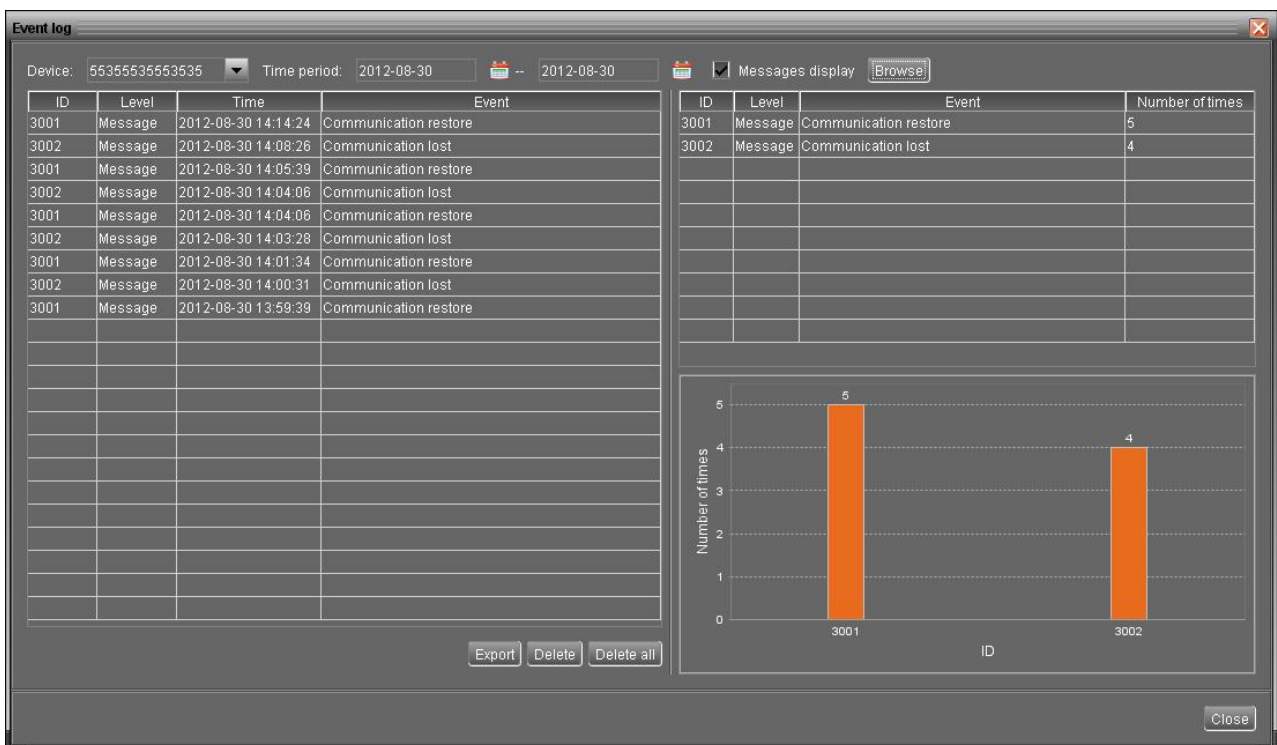 Event log
Device: 55355535553535 Time period: 2012-08-30 -- 2012-08-30 Messages display Browse
ID Level Time Event
3001 Message 2012-08-30 14:14:24 Communication restore
3002 Message 2012-08-30 14:08:26 Communication lost
3001 Message 2012-08-30 14:05:39 Communication restore
3002 Message 2012-08-30 14:04:06 Communication lost
3001 Message 2012-08-30 14:04:06 Communication restore
3002 Message 2012-08-30 14:03:28 Communication lost
3001 Message 2012-08-30 14:01:34 Communication restore
3002 Message 2012-08-30 14:00:31 Communication lost
3001 Message 2012-08-30 13:59:39 Communication restore
Export Delete Delete all
ID Level Event Number of times
3001 Message Communication restore 5
3002 Message Communication lost 4
Number of times
5
4
3
2
1
0
5
4
3001 3002
ID
Close